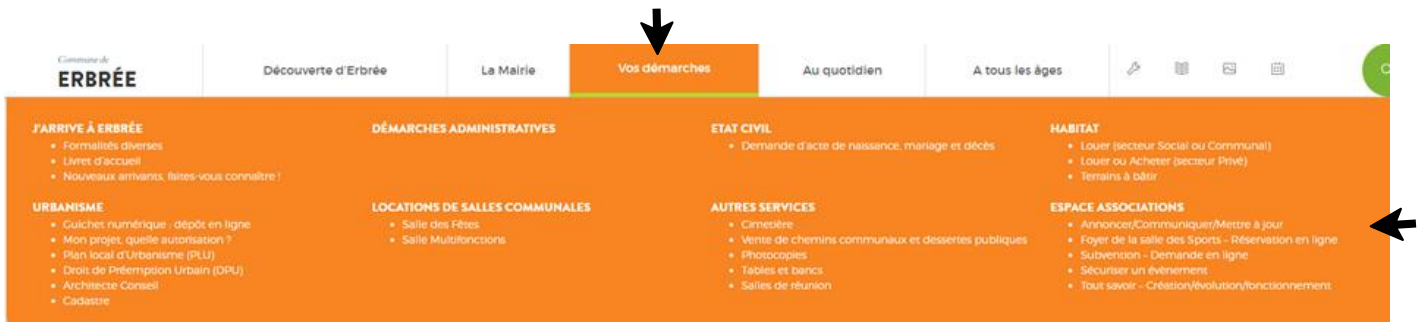 Commune de
ERBRÉE
Découverte d'Erbrée
La Mairie
Vos démarches
Au quotidien
A tous les âges
J'ARRIVE À ERBRÉE
• Formalités diverses
• Livret d'accueil
• Nouveaux arrivants, faites-vous connaître !
DÉMARCHES ADMINISTRATIVES
ETAT CIVIL
• Demande d'acte de naissance, mariage et décès
HABITAT
• Louer (secteur Social ou Communal)
• Louer ou Acheter (secteur Privé)
• Terrains à bâtir
URBANISME
• Guichet numérique : dépôt en ligne
• Mon projet, quelle autorisation ?
• Plan local d'Urbanisme (PLU)
• Droit de Préemption Urbain (DPU)
• Architecte Conseil
• Cadastre
LOCATIONS DE SALLES COMMUNALES
• Salle des Fêtes
• Salle Multifonctions
AUTRES SERVICES
• Cimetière
• Vente de chemins communaux et dessertes publiques
• Photocopies
• Tables et bancs
• Salles de réunion
ESPACE ASSOCIATIONS
• Annoncer/Communiquer/Mettre à jour
• Foyer de la salle des Sports - Réservation en ligne
• Subvention - Demande en ligne
• Sécuriser un évènement
• Tout savoir - Création/évolution/fonctionnement